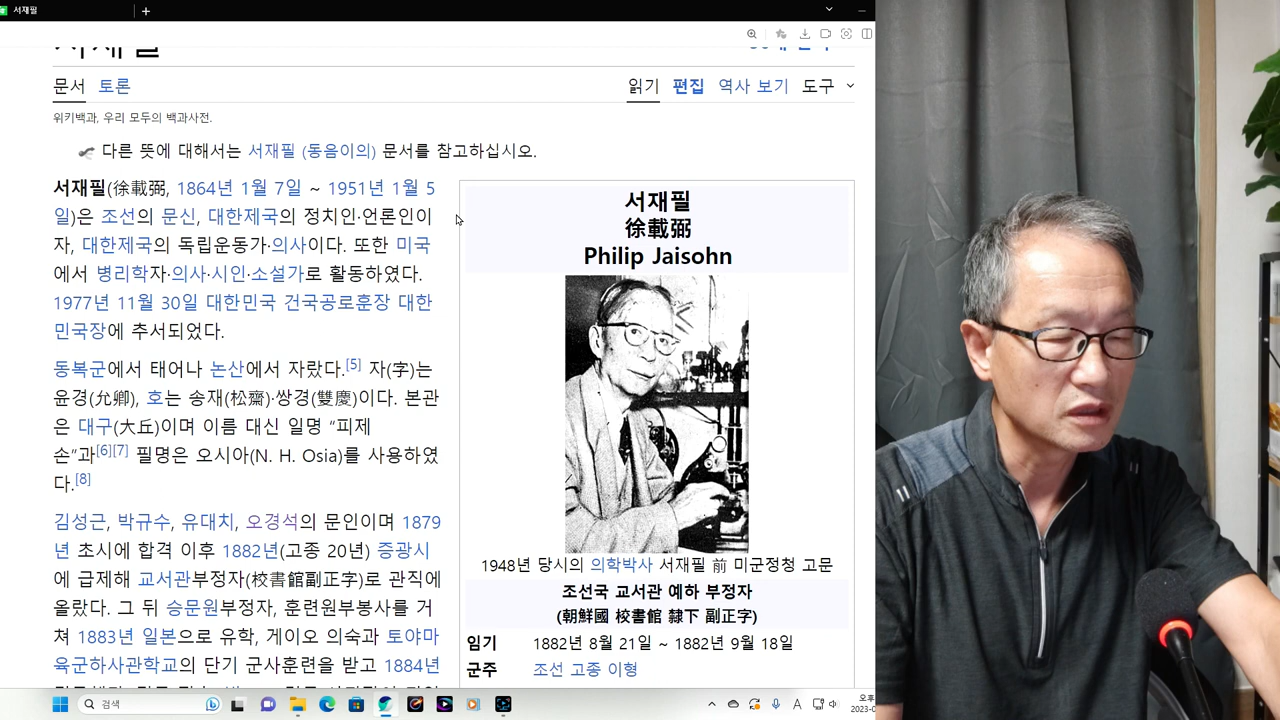 서재필
문서 토론 읽기 편집 역사 보기 도구
위키백과, 우리 모두의 백과사전.
다른 뜻에 대해서는 서재필 (동음이의) 문서를 참고하십시오.
서재필(徐載弼, 1864년 1월 7일 ~ 1951년 1월 5
일)은 조선의 문신, 대한제국의 정치인·언론인이
자, 대한제국의 독립운동가·의사이다. 또한 미국
에서 병리학자·의사·시인·소설가로 활동하였다.
1977년 11월 30일 대한민국 건국공로훈장 대한
민국장에 추서되었다.
동복군에서 태어나 논산에서 자랐다.[5] 자(字)는
윤경(允卿), 호는 송재(松齋)·쌍경(雙慶)이다. 본관
은 대구(大丘)이며 이름 대신 일명 “피제
손”과[6][7] 필명은 오시아(N. H. Osia)를 사용하였
다.[8]
김성근, 박규수, 유대치, 오경석의 문인이며 1879
년 초시에 합격 이후 1882년(고종 20년) 증광시
에 급제해 교서관부정자(校書館副正字)로 관직에
올랐다. 그 뒤 승문원부정자, 훈련원부봉사를 거
쳐 1883년 일본으로 유학, 게이오 의숙과 토야마
육군하사관학교의 단기 군사훈련을 받고 1884년
서재필
徐載弼
Philip Jaisohn
1948년 당시의 의학박사 서재필 前 미군정청 고문
조선국 교서관 예하 부정자
(朝鮮國 校書館 隸下 副正字)
임기 1882년 8월 21일 ~ 1882년 9월 18일
군주 조선 고종 이형
검색
A
오후